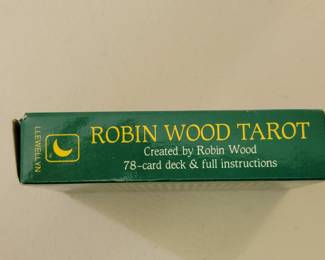 LLEWELLYN
ROBIN WOOD TAROT
Created by Robin Wood
78-card deck & full instructions